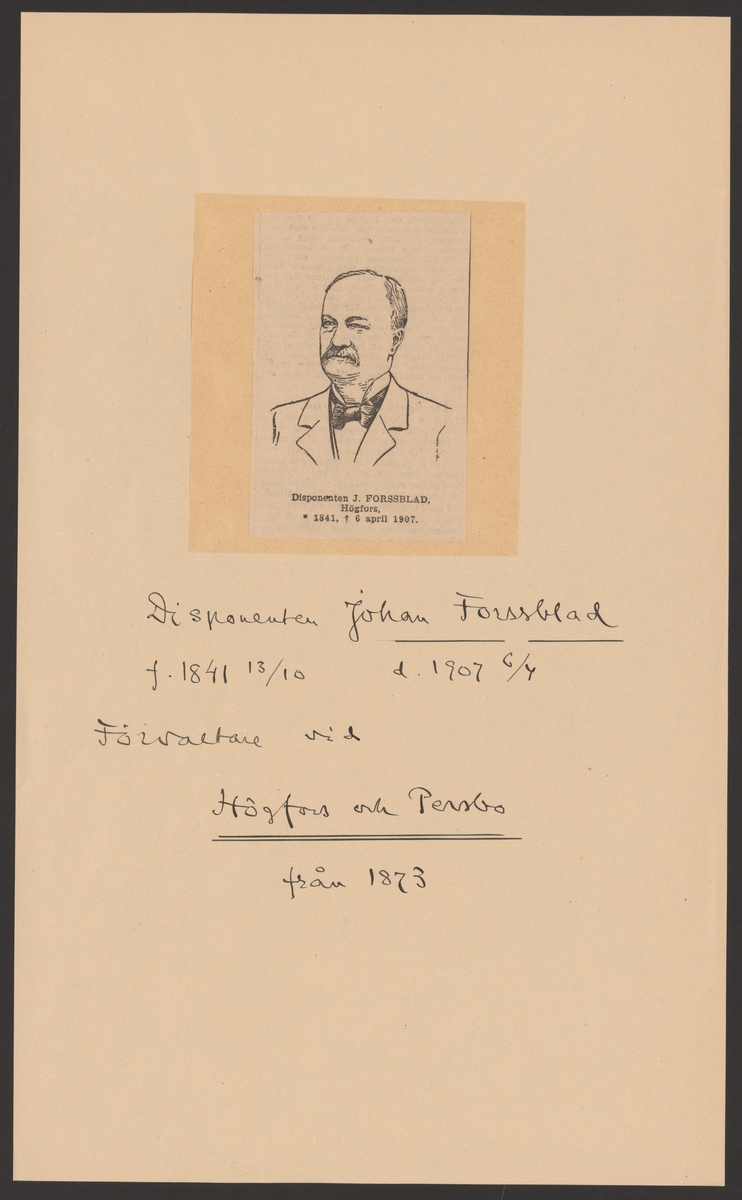 Disponenten J. FORSSBLAD,
Högfors,
* 1841, † 6 april 1907.
Disponenten Johan Forssblad
f. 1841 13/10 d. 1907 6/4
Förvaltare vid
Högfors och Persbo
från 1873